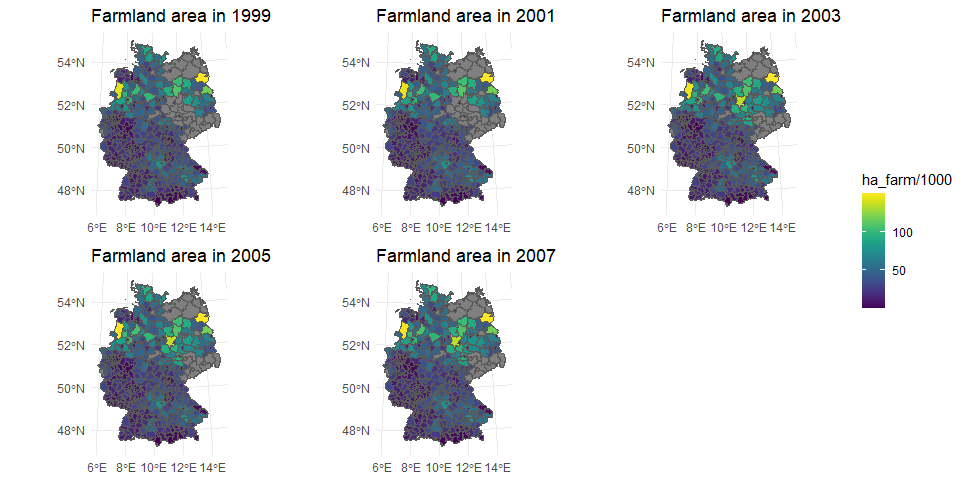 Farmland area in 1999
Farmland area in 2001
Farmland area in 2003
54°N
52°N
50°N
48°N
6°E 8°E 10°E 12°E 14°E
54°N
52°N
50°N
48°N
6°E 8°E 10°E 12°E 14°E
54°N
52°N
50°N
48°N
6°E 8°E 10°E 12°E 14°E
ha_farm/1000
100
50
Farmland area in 2005
Farmland area in 2007
54°N
52°N
50°N
48°N
6°E 8°E 10°E 12°E 14°E
54°N
52°N
50°N
48°N
6°E 8°E 10°E 12°E 14°E